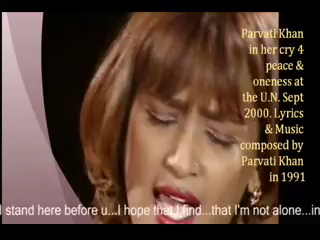 Parvati Khan
in her cry 4
peace &
oneness at
the U.N. Sept
2000. Lyrics
& Music
composed by
Parvati Khan
in 1991
I stand here before u...I hope that I find...that I'm not alone...in